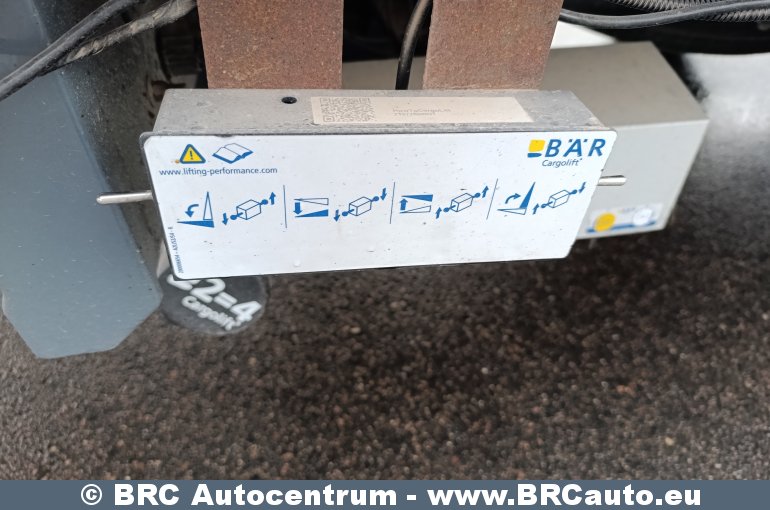 BÄR
Cargolift
www.lifting-performance.com
2=4
Cargolift
© BRC Autocentrum - www.BRCauto.eu